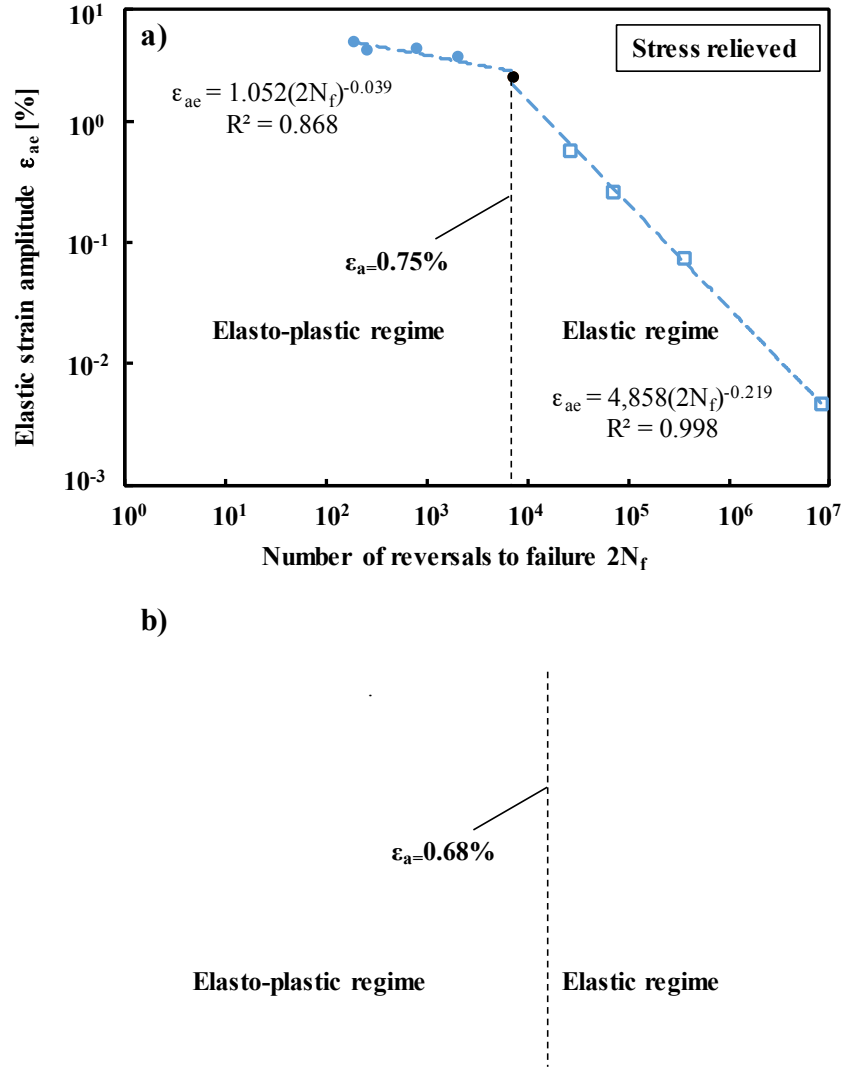 10¹
a)
Stress relieved
εₐₑ = 1.052(2N_f)⁻⁰·⁰³⁹
R² = 0.868
10⁰
Elastic strain amplitude εₐₑ [%]
εₐ₌0.75%
10⁻¹
Elasto-plastic regime
Elastic regime
10⁻²
εₐₑ = 4,858(2N_f)⁻⁰·²¹⁹
R² = 0.998
10⁻³
10⁰ 10¹ 10² 10³ 10⁴ 10⁵ 10⁶ 10⁷
Number of reversals to failure 2N_f
b)
εₐ₌0.68%
Elasto-plastic regime
Elastic regime